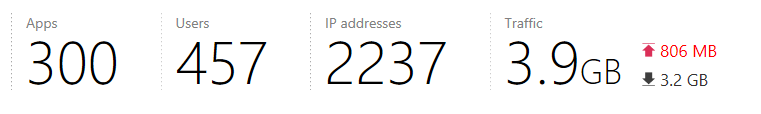 Apps Users IP addresses Traffic
300 457 2237 3.9GB
806 MB
3.2 GB